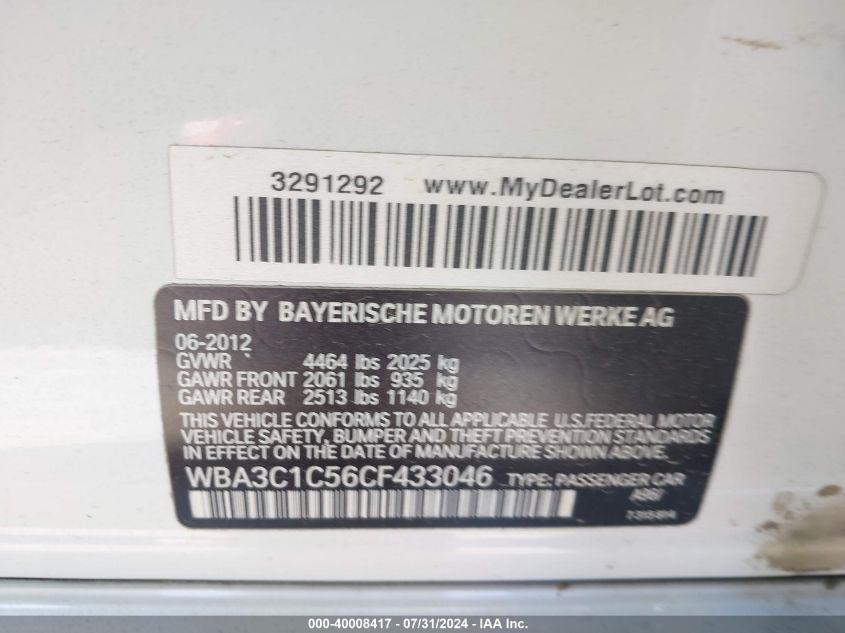 3291292 www.MyDealerLot.com
MFD BY BAYERISCHE MOTOREN WERKE AG
06-2012
GVWR 4464 lbs 2025 kg
GAWR FRONT 2061 lbs 935 kg
GAWR REAR 2513 lbs 1140 kg
THIS VEHICLE CONFORMS TO ALL APPLICABLE U.S.FEDERAL MOTOR
VEHICLE SAFETY, BUMPER AND THEFT PREVENTION STANDARDS
IN EFFECT ON THE DATE OF MANUFACTURE SHOWN ABOVE.
WBA3C1C56CF433046 TYPE: PASSENGER CAR
A96/
000-40008417 - 07/31/2024 - IAA Inc.